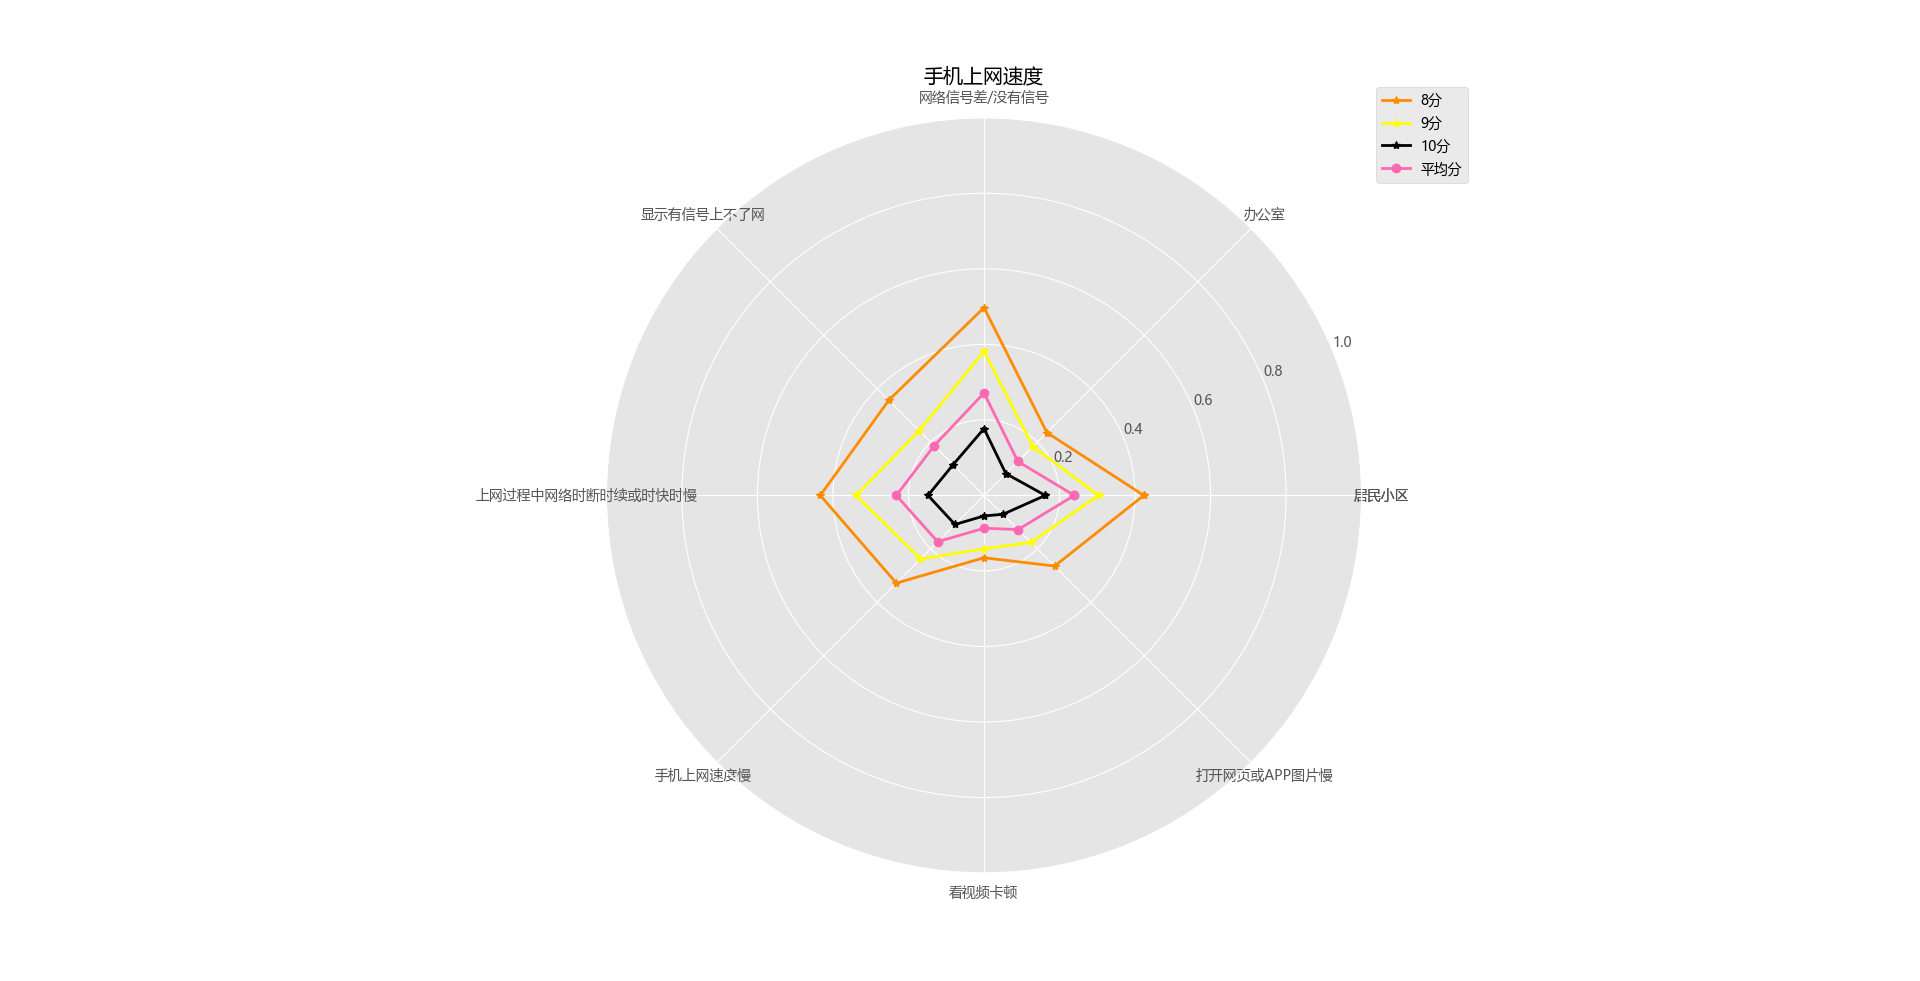 手机上网速度
网络信号差/没有信号
8分
9分
10分
平均分
显示有信号上不了网
办公室
1.0
0.8
0.6
0.4
0.2
上网过程中网络时断时续或时快时慢
居民小区
手机上网速度慢
打开网页或APP图片慢
看视频卡顿